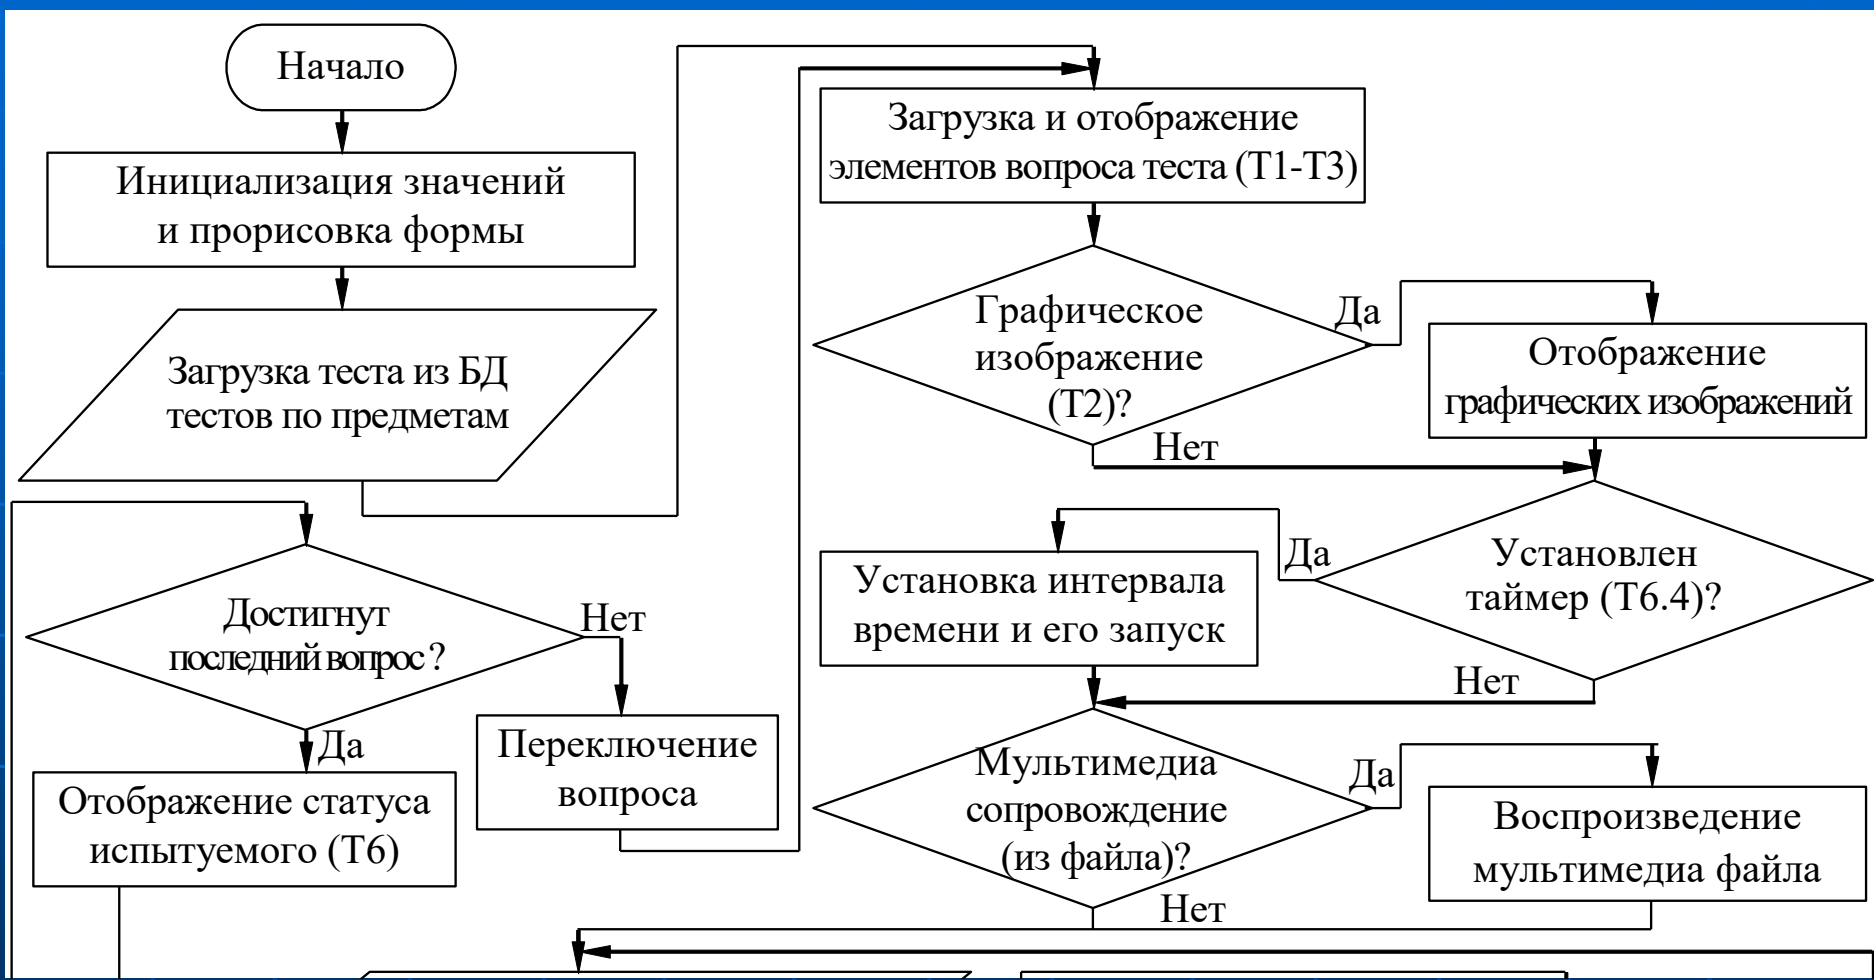 Начало
Инициализация значений
и прорисовка формы
Загрузка теста из БД
тестов по предметам
Загрузка и отображение
элементов вопроса теста (Т1-Т3)
Графическое
изображение
(Т2)?
Да
Нет
Отображение
графических изображений
Установлен
таймер (Т6.4)?
Да
Нет
Установка интервала
времени и его запуск
Мультимедиа
сопровождение
(из файла)?
Да
Нет
Воспроизведение
мультимедиа файла
Достигнут
последний вопрос ?
Нет
Да
Переключение
вопроса
Отображение статуса
испытуемого (Т6)